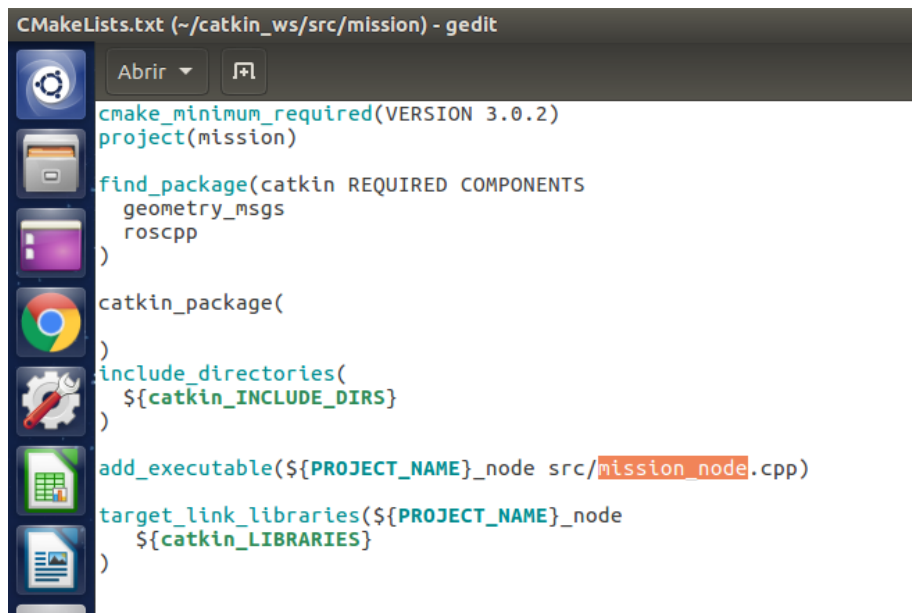 CMakeLists.txt (~/catkin_ws/src/mission) - gedit
Abrir
cmake_minimum_required(VERSION 3.0.2)
project(mission)
find_package(catkin REQUIRED COMPONENTS
  geometry_msgs
  roscpp
)
catkin_package(
)
include_directories(
  ${catkin_INCLUDE_DIRS}
)
add_executable(${PROJECT_NAME}_node src/mission_node.cpp)
target_link_libraries(${PROJECT_NAME}_node
   ${catkin_LIBRARIES}
)